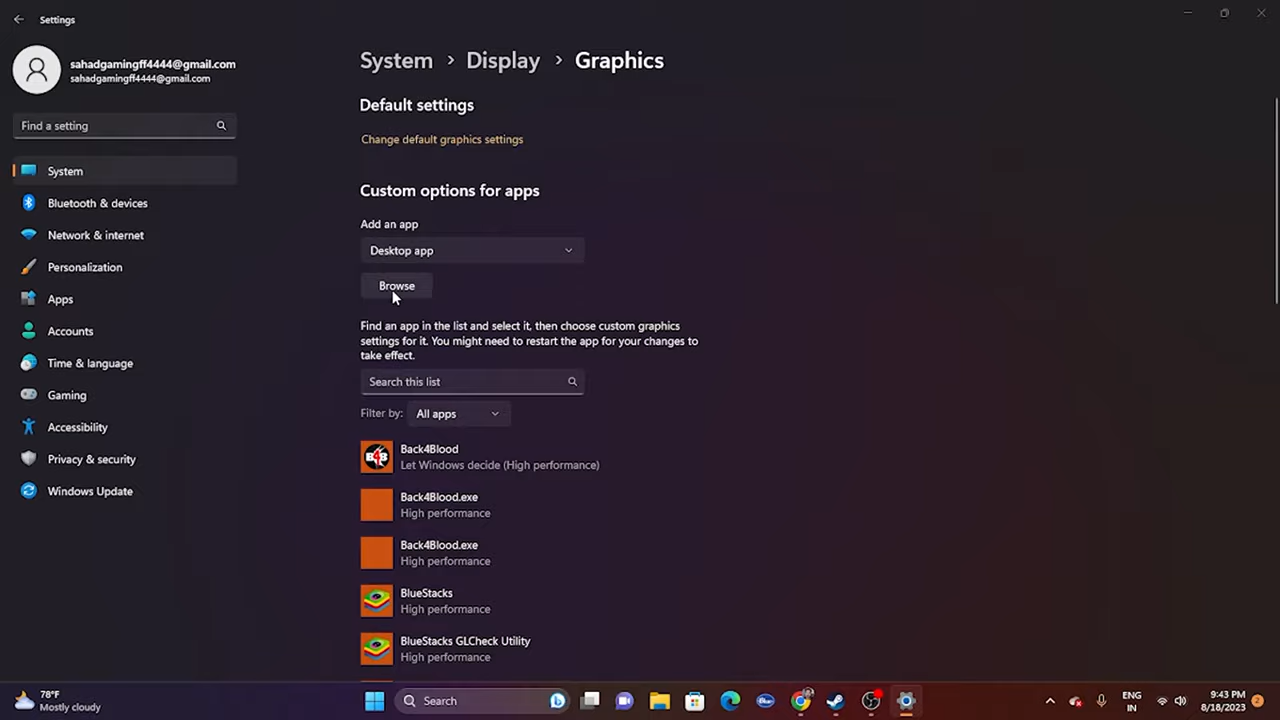 Settings
sahadgamingff4444@gmail.com
sahadgamingff4444@gmail.com
Find a setting
System
Bluetooth & devices
Network & internet
Personalization
Apps
Accounts
Time & language
Gaming
Accessibility
Privacy & security
Windows Update
System > Display > Graphics
Default settings
Change default graphics settings
Custom options for apps
Add an app
Desktop app
Browse
Find an app in the list and select it, then choose custom graphics
settings for it. You might need to restart the app for your changes to
take effect.
Search this list
Filter by: All apps
B4B
Back4Blood
Let Windows decide (High performance)
Back4Blood.exe
High performance
Back4Blood.exe
High performance
BlueStacks
High performance
BlueStacks GLCheck Utility
High performance
78°F
Mostly cloudy
Search
ENG
IN
9:43 PM
8/18/2023